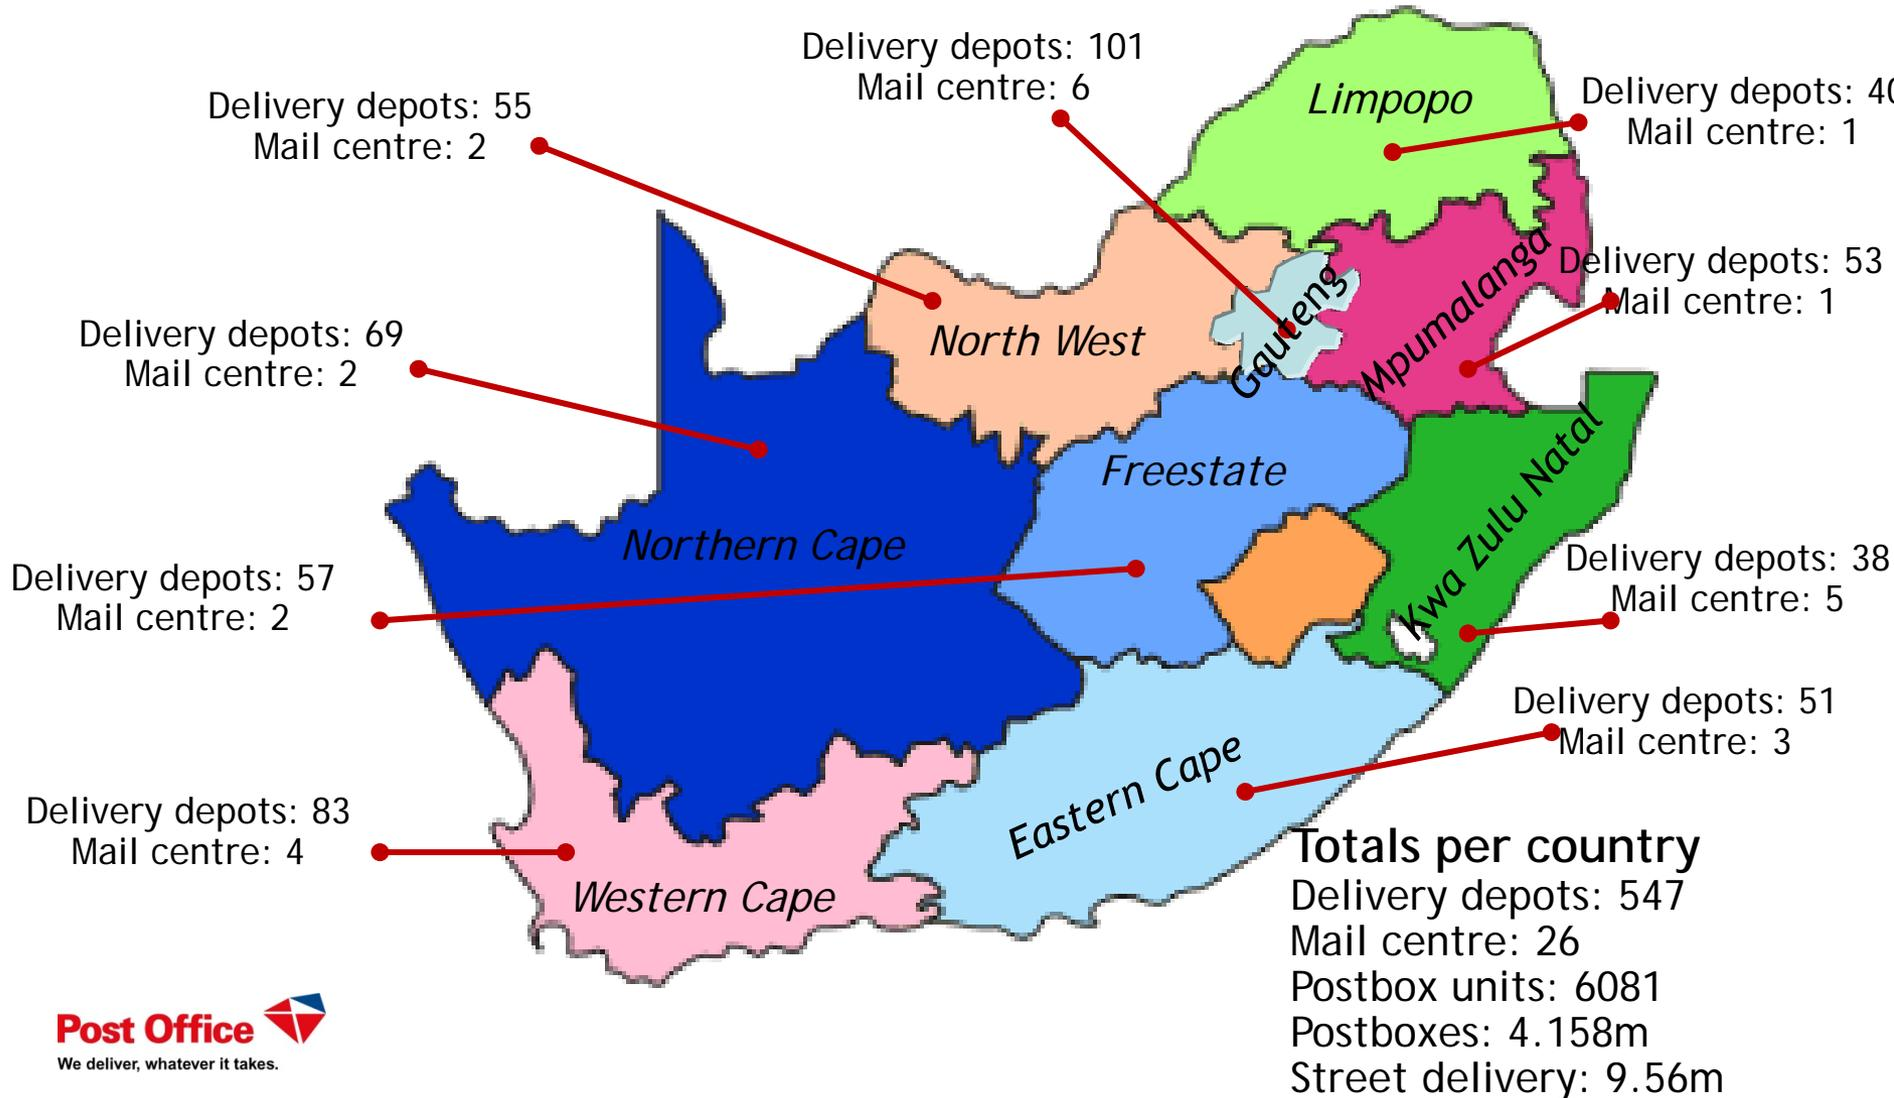 Delivery depots: 101
Mail centre: 6
Limpopo
Delivery depots: 40
Mail centre: 1
Delivery depots: 55
Mail centre: 2
Delivery depots: 53
Mail centre: 1
North West
Gauteng
Mpumalanga
Delivery depots: 69
Mail centre: 2
Freestate
Kwa Zulu Natal
Northern Cape
Delivery depots: 57
Mail centre: 2
Delivery depots: 38
Mail centre: 5
Delivery depots: 51
Mail centre: 3
Eastern Cape
Delivery depots: 83
Mail centre: 4
Western Cape
Totals per country
Delivery depots: 547
Mail centre: 26
Postbox units: 6081
Postboxes: 4.158m
Street delivery: 9.56m
Post Office
We deliver, whatever it takes.